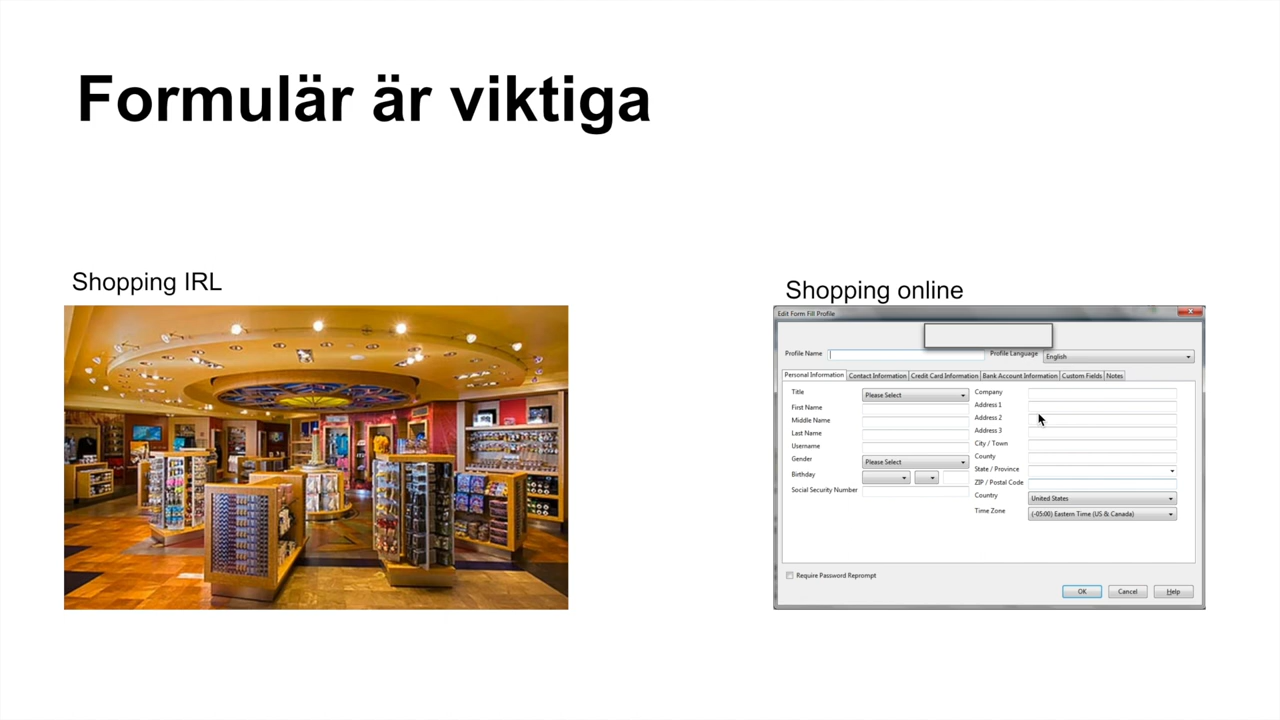 Formulär är viktiga
Shopping IRL
Shopping online
Edit Form Fill Profile
Profile Name
Profile Language
English
Personal Information
Contact Information
Credit Card Information
Bank Account Information
Custom Fields
Notes
Title
Please Select
First Name
Middle Name
Last Name
Username
Gender
Please Select
Birthday
Social Security Number
Company
Address 1
Address 2
Address 3
City / Town
County
State / Province
ZIP / Postal Code
Country
United States
Time Zone
(-05:00) Eastern Time (US & Canada)
Require Password Reprompt
OK
Cancel
Help